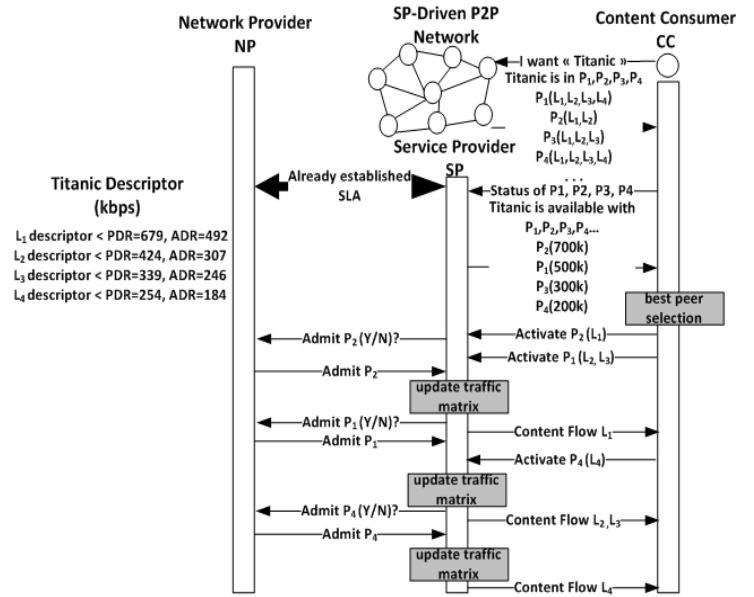 Network Provider
NP
SP-Driven P2P
Network
Content Consumer
CC
I want « Titanic »
Titanic is in P1,P2,P3,P4
P1(L1,L2,L3,L4)
P2(L1,L2)
P3(L1,L2,L3)
P4(L1,L2,L3,L4)
. . .
Service Provider
SP
Already established
SLA
Titanic Descriptor
(kbps)
L1 descriptor < PDR=679, ADR=492
L2 descriptor < PDR=424, ADR=307
L3 descriptor < PDR=339, ADR=246
L4 descriptor < PDR=254, ADR=184
Status of P1, P2, P3, P4
Titanic is available with
P1,P2,P3,P4...
P2(700k)
P1(500k)
P3(300k)
P4(200k)
best peer
selection
Activate P2(L1)
Admit P2(Y/N)?
Activate P1(L2,L3)
Admit P2
update traffic
matrix
Admit P1(Y/N)?
Content Flow L1
Admit P1
Activate P4(L4)
update traffic
matrix
Admit P4(Y/N)?
Content Flow L2,L3
Admit P4
update traffic
matrix
Content Flow L4